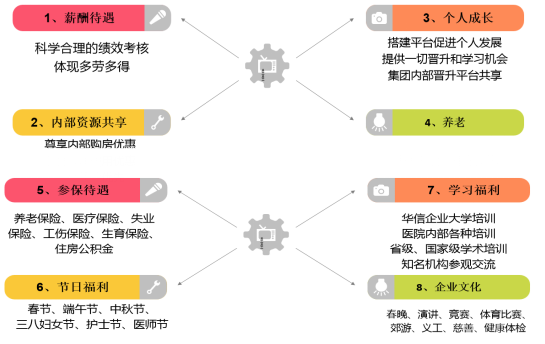 1、薪酬待遇
科学合理的绩效考核
体现多劳多得
2、内部资源共享
尊享内部购房优惠
3、个人成长
搭建平台促进个人发展
提供一切晋升和学习机会
集团内部晋升平台共享
4、养老
5、参保待遇
养老保险、医疗保险、失业
保险、工伤保险、生育保险、
住房公积金
6、节日福利
春节、端午节、中秋节、
三八妇女节、护士节、医师节
7、学习福利
华信企业大学培训
医院内部各种培训
省级、国家级学术培训
知名机构参观交流
8、企业文化
春晚、演讲、竞赛、体育比赛、
郊游、义工、慈善、健康体检